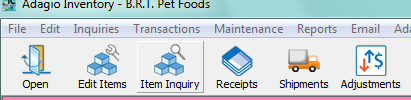 Adagio Inventory - B.R.T. Pet Foods
File Edit Inquiries Transactions Maintenance Reports Email Ada
Open Edit Items Item Inquiry Receipts Shipments Adjustments